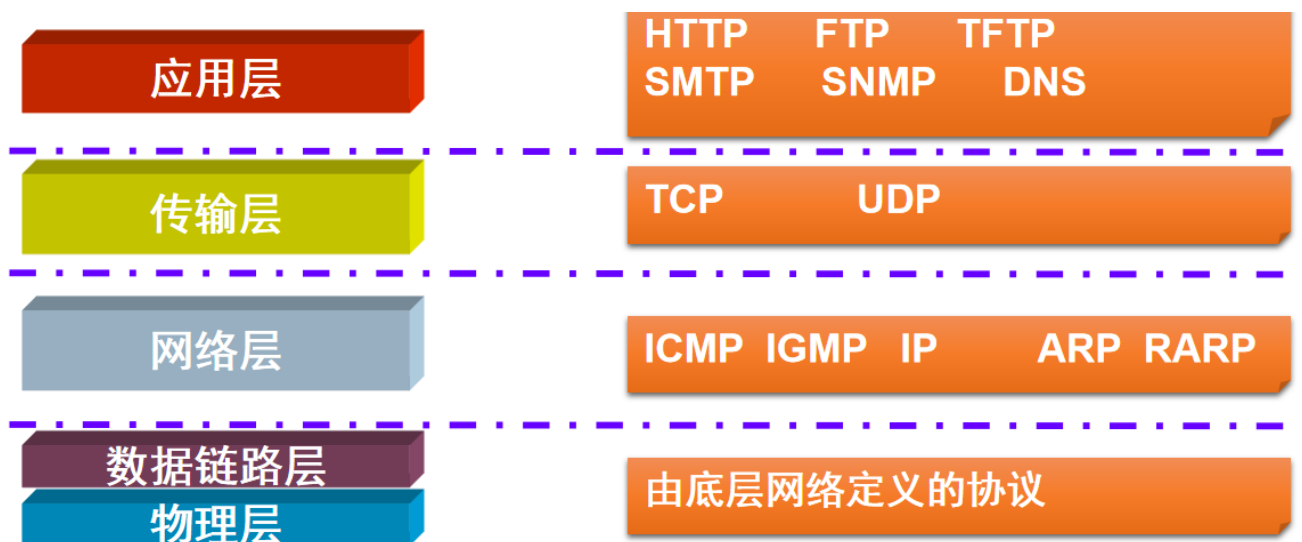 应用层
HTTP FTP TFTP
SMTP SNMP DNS
传输层
TCP UDP
网络层
ICMP IGMP IP ARP RARP
数据链路层
物理层
由底层网络定义的协议